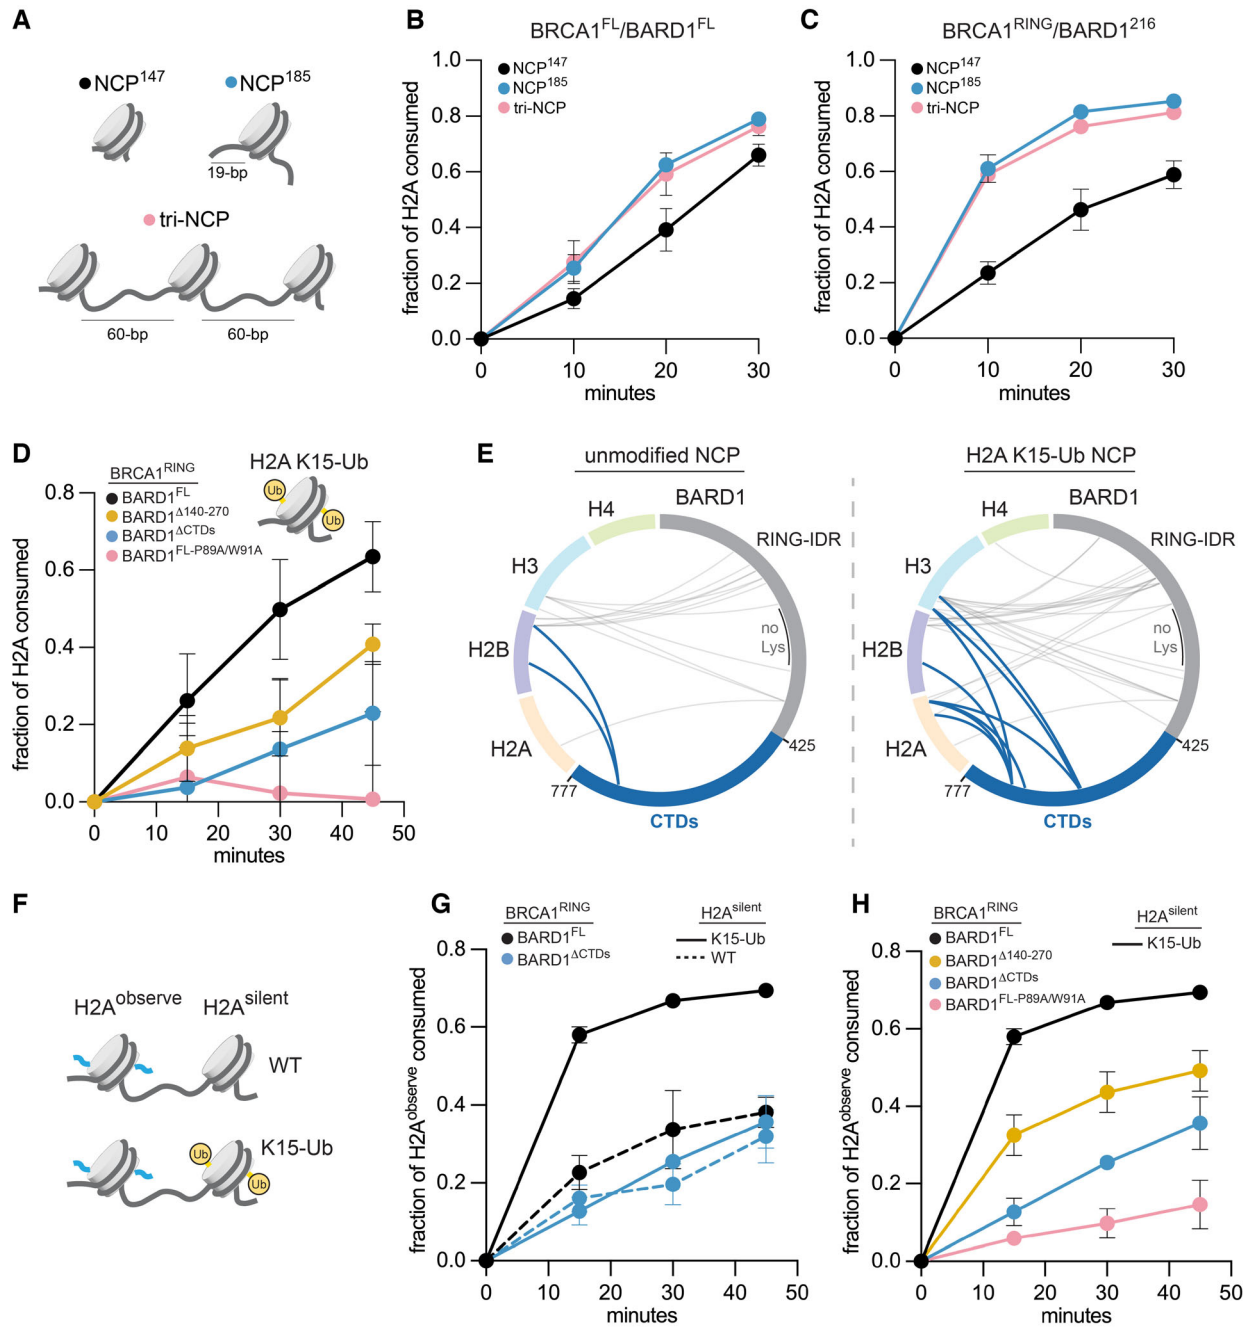 A
NCP147
NCP185
19-bp
tri-NCP
60-bp
60-bp
B
BRCA1FL/BARD1FL
NCP147
NCP185
tri-NCP
fraction of H2A consumed
1.0
0.8
0.6
0.4
0.2
0.0
0 10 20 30
minutes
C
BRCA1RING/BARD1216
NCP147
NCP185
tri-NCP
fraction of H2A consumed
1.0
0.8
0.6
0.4
0.2
0.0
0 10 20 30
minutes
D
BRCA1RING
BARD1FL
BARD1Δ140-270
BARD1ΔCTDs
BARD1FL-P89A/W91A
H2A K15-Ub
Ub
Ub
fraction of H2A consumed
0.8
0.6
0.4
0.2
0.0
0 10 20 30 40 50
minutes
E
unmodified NCP
BARD1
H4
RING-IDR
H3
no
Lys
H2B
H2A
425
777
CTDs
H2A K15-Ub NCP
BARD1
H4
RING-IDR
H3
no
Lys
H2B
H2A
425
777
CTDs
F
H2Aobserve H2Asilent
WT
K15-Ub
Ub
Ub
G
BRCA1RING
BARD1FL
BARD1ΔCTDs
H2Asilent
K15-Ub
WT
fraction of H2Aobserve consumed
0.8
0.6
0.4
0.2
0.0
0 10 20 30 40 50
minutes
H
BRCA1RING
BARD1FL
BARD1Δ140-270
BARD1ΔCTDs
BARD1FL-P89A/W91A
H2Asilent
K15-Ub
fraction of H2Aobserve consumed
0.8
0.6
0.4
0.2
0.0
0 10 20 30 40 50
minutes